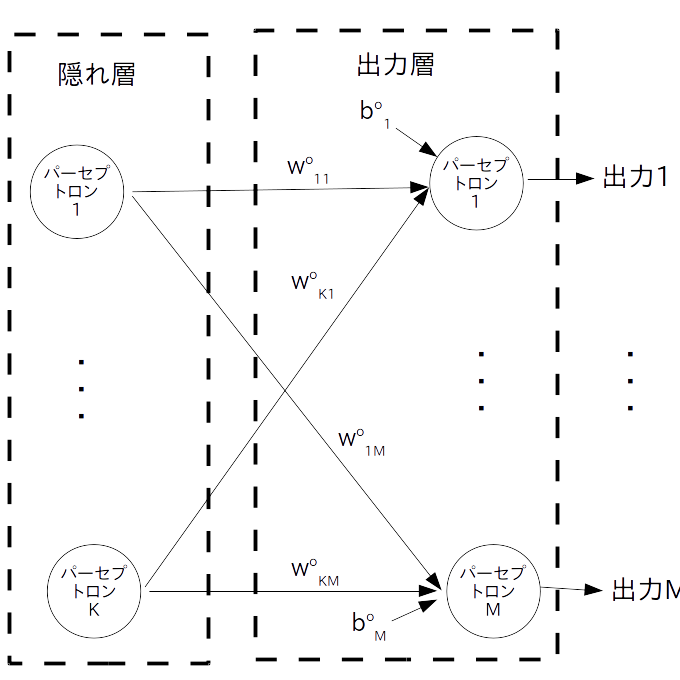 隠れ層
出力層
b°1
パーセプ
トロン
1
w°11
パーセプ
トロン
1
出力1
w°K1
w°1M
パーセプ
トロン
K
w°KM
b°M
パーセプ
トロン
M
出力M